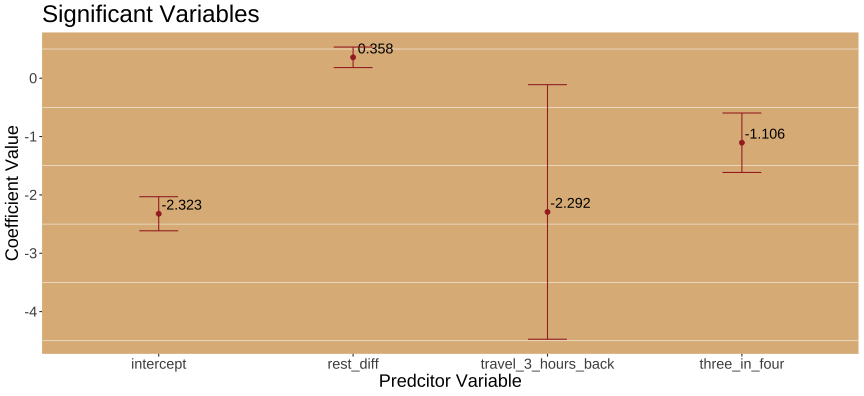 Significant Variables
Coefficient Value
0
-1
-2
-3
-4
0.358
-1.106
-2.323
-2.292
intercept
rest_diff
travel_3_hours_back
three_in_four
Predcitor Variable